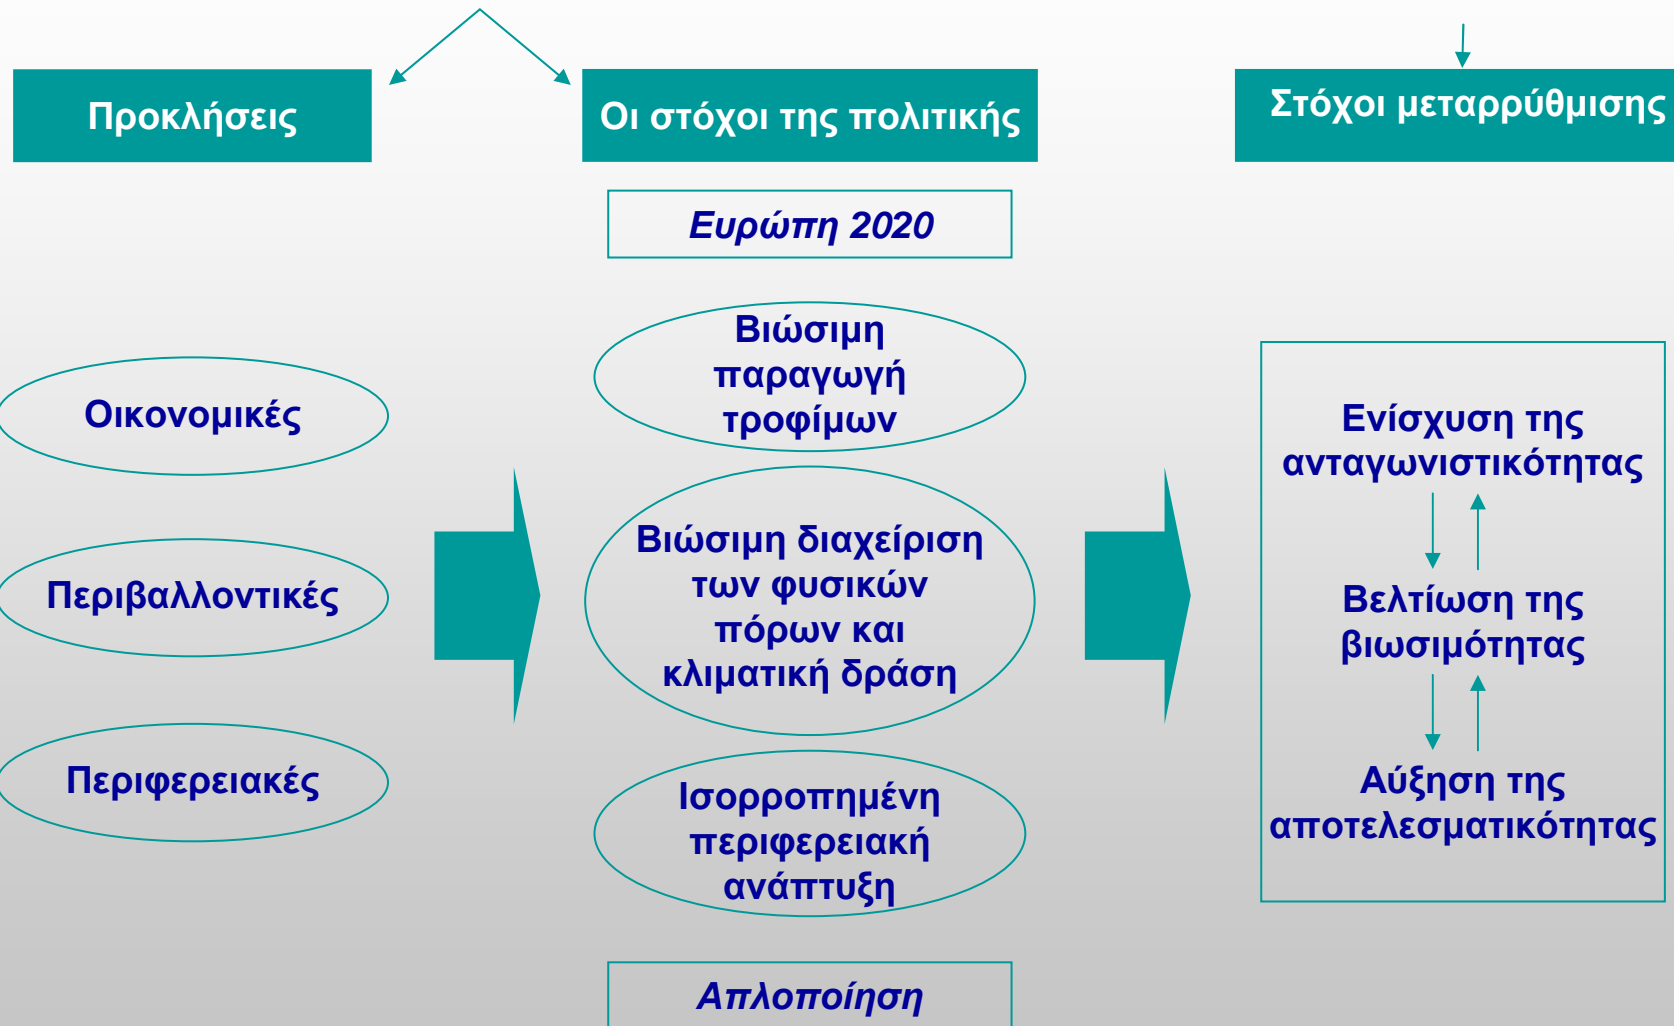 Προκλήσεις
Οι στόχοι της πολιτικής
Στόχοι μεταρρύθμισης
Ευρώπη 2020
Οικονομικές
Περιβαλλοντικές
Περιφερειακές
Βιώσιμη
παραγωγή
τροφίμων
Βιώσιμη διαχείριση
των φυσικών
πόρων και
κλιματική δράση
Ισορροπημένη
περιφερειακή
ανάπτυξη
Απλοποίηση
Ενίσχυση της
ανταγωνιστικότητας
Βελτίωση της
βιωσιμότητας
Αύξηση της
αποτελεσματικότητας